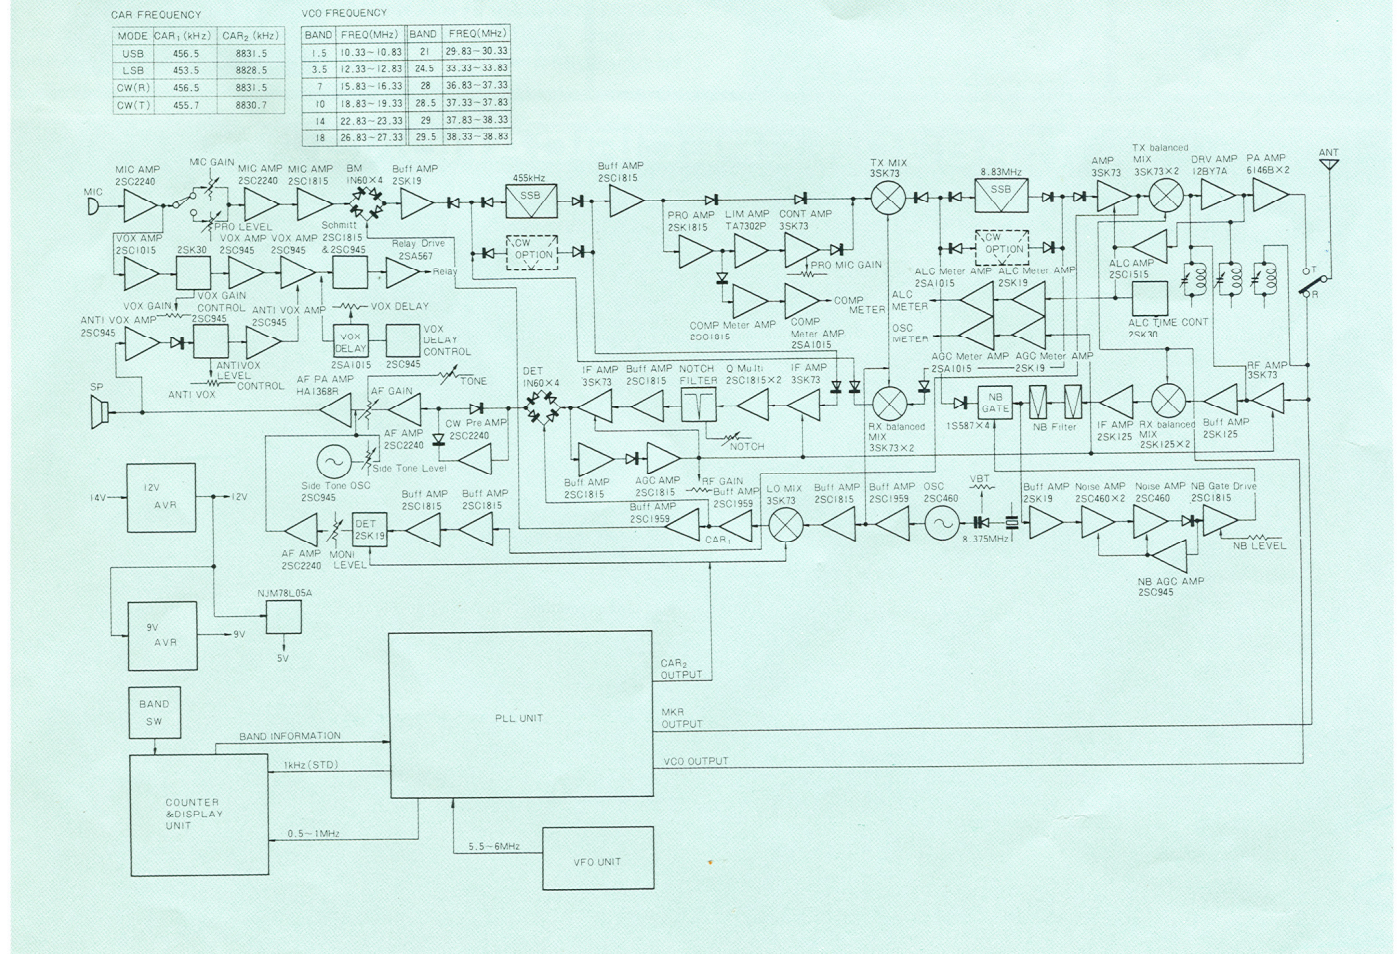 CAR FREQUENCY
MODE CAR1 (kHz) CAR2 (kHz)
USB 456.5 8831.5
LSB 453.5 8828.5
CW(R) 456.5 8831.5
CW(T) 455.7 8830.7
VCO FREQUENCY
BAND FREQ(MHz) BAND FREQ(MHz)
1.5 10.33~10.83 21 29.83~30.33
3.5 12.33~12.83 24.5 33.33~33.83
7 15.83~16.33 28 36.83~37.33
10 18.83~19.33 28.5 37.33~37.83
14 22.83~23.33 29 37.83~38.33
18 26.83~27.33 29.5 38.33~38.83
MIC
MIC AMP
2SC2240
MIC GAIN
PRO LEVEL
MIC AMP
2SC2240
MIC AMP
2SC1815
BM
1N60×4
Buff AMP
2SK19
455kHz
SSB
CW
OPTION
Buff AMP
2SC1815
PRO AMP
2SK1815
LIM AMP
TA7302P
CONT AMP
3SK73
PRO MIC GAIN
COMP Meter AMP
2SC1815
COMP
Meter AMP
2SA1015
COMP
METER
TX MIX
3SK73
8.83MHz
SSB
CW
OPTION
AMP
3SK73
TX balanced
MIX
3SK73×2
DRV AMP
12BY7A
PA AMP
6146B×2
ANT
T
R
ALC AMP
2SC1515
ALC TIME CONT
2SK30
ALC Meter AMP
2SA1015
ALC Meter AMP
2SK19
ALC
METER
OSC
METER
AGC Meter AMP
2SA1015
AGC Meter AMP
2SK19
VOX AMP
2SC1015
2SK30
VOX AMP
2SC945
VOX AMP
2SC945
Schmitt
2SC1815
&2SC945
Relay Drive
2SA567
Relay
VOX GAIN
VOX GAIN
CONTROL
2SC945
VOX DELAY
VOX
DELAY
2SA1015
VOX
DELAY
CONTROL
2SC945
ANTI VOX AMP
2SC945
ANTI VOX AMP
2SC945
ANTIVOX
LEVEL
CONTROL
ANTI VOX
SP
AF PA AMP
HA1368R
AF GAIN
TONE
AF AMP
2SC2240
CW Pre AMP
2SC2240
Side Tone Level
Side Tone OSC
2SC945
DET
1N60×4
IF AMP
3SK73
Buff AMP
2SC1815
NOTCH
FILTER
NOTCH
Q Multi
2SC1815×2
IF AMP
3SK73
Buff AMP
2SC1815
AGC AMP
2SC1815
RF GAIN
RX balanced
MIX
3SK73×2
1S587×4
NB
GATE
NB Filter
IF AMP
2SK125
RX balanced
MIX
2SK125×2
Buff AMP
2SK125
RF AMP
3SK73
AF AMP
2SC2240
MONI
LEVEL
DET
2SK19
Buff AMP
2SC1815
Buff AMP
2SC1815
Buff AMP
2SC1959
Buff AMP
2SC1959
CAR1
LO MIX
3SK73
Buff AMP
2SC1815
Buff AMP
2SC1959
OSC
2SC460
VBT
8.375MHz
Buff AMP
2SK19
Noise AMP
2SC460×2
Noise AMP
2SC460
NB Gate Drive
2SC1815
NB LEVEL
NB AGC AMP
2SC945
14V
12V
AVR
12V
9V
AVR
9V
NJM78L05A
5V
BAND
SW
BAND INFORMATION
1kHz(STD)
COUNTER
&DISPLAY
UNIT
0.5~1MHz
PLL UNIT
CAR2
OUTPUT
MKR
OUTPUT
VCO OUTPUT
5.5~6MHz
VFO UNIT